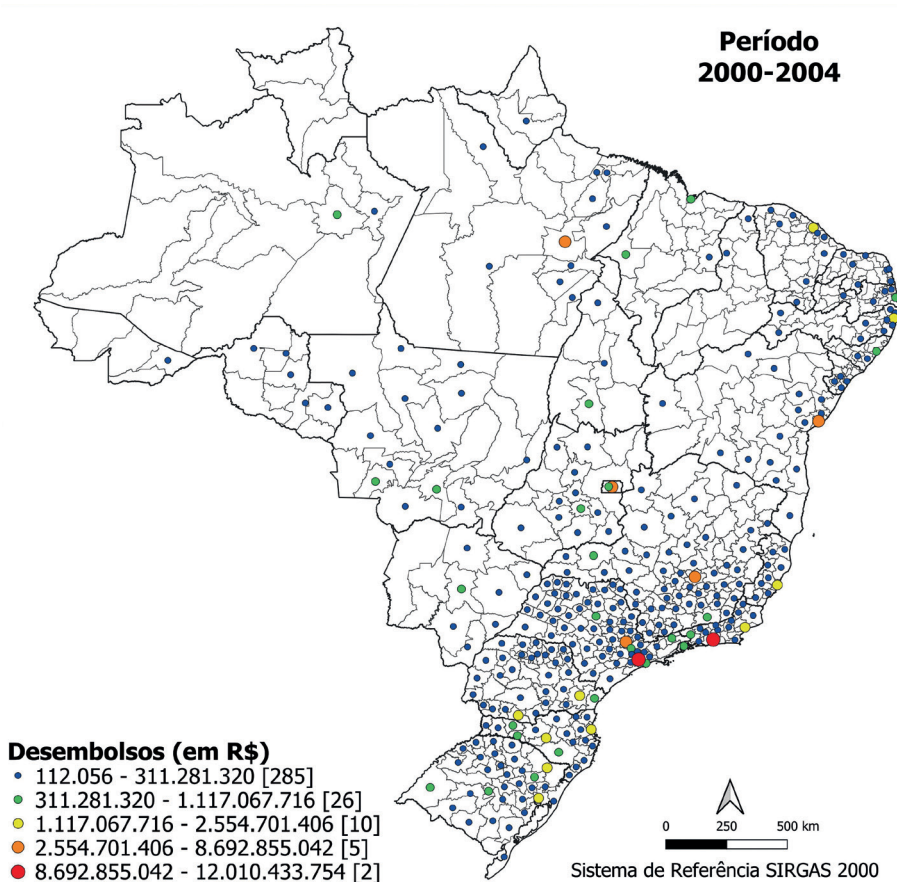 Período
2000-2004
Desembolsos (em R$)
112.056 - 311.281.320 [285]
311.281.320 - 1.117.067.716 [26]
1.117.067.716 - 2.554.701.406 [10]
2.554.701.406 - 8.692.855.042 [5]
8.692.855.042 - 12.010.433.754 [2]
0 250 500 km
Sistema de Referência SIRGAS 2000